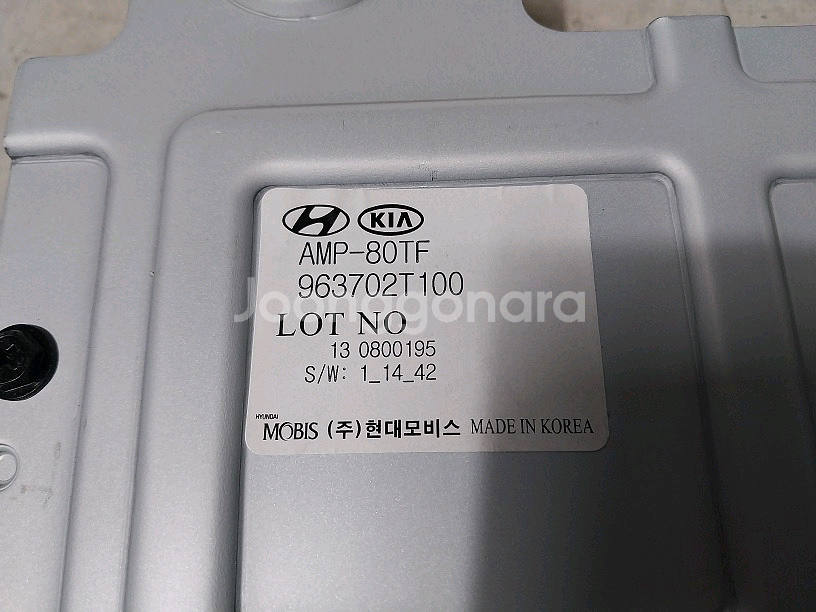 KIA
AMP-80TF
963702T100
Joonggonara
LOT NO
13 0800195
S/W: 1_14_42
HYUNDAI
MOBIS (주)현대모비스 MADE IN KOREA